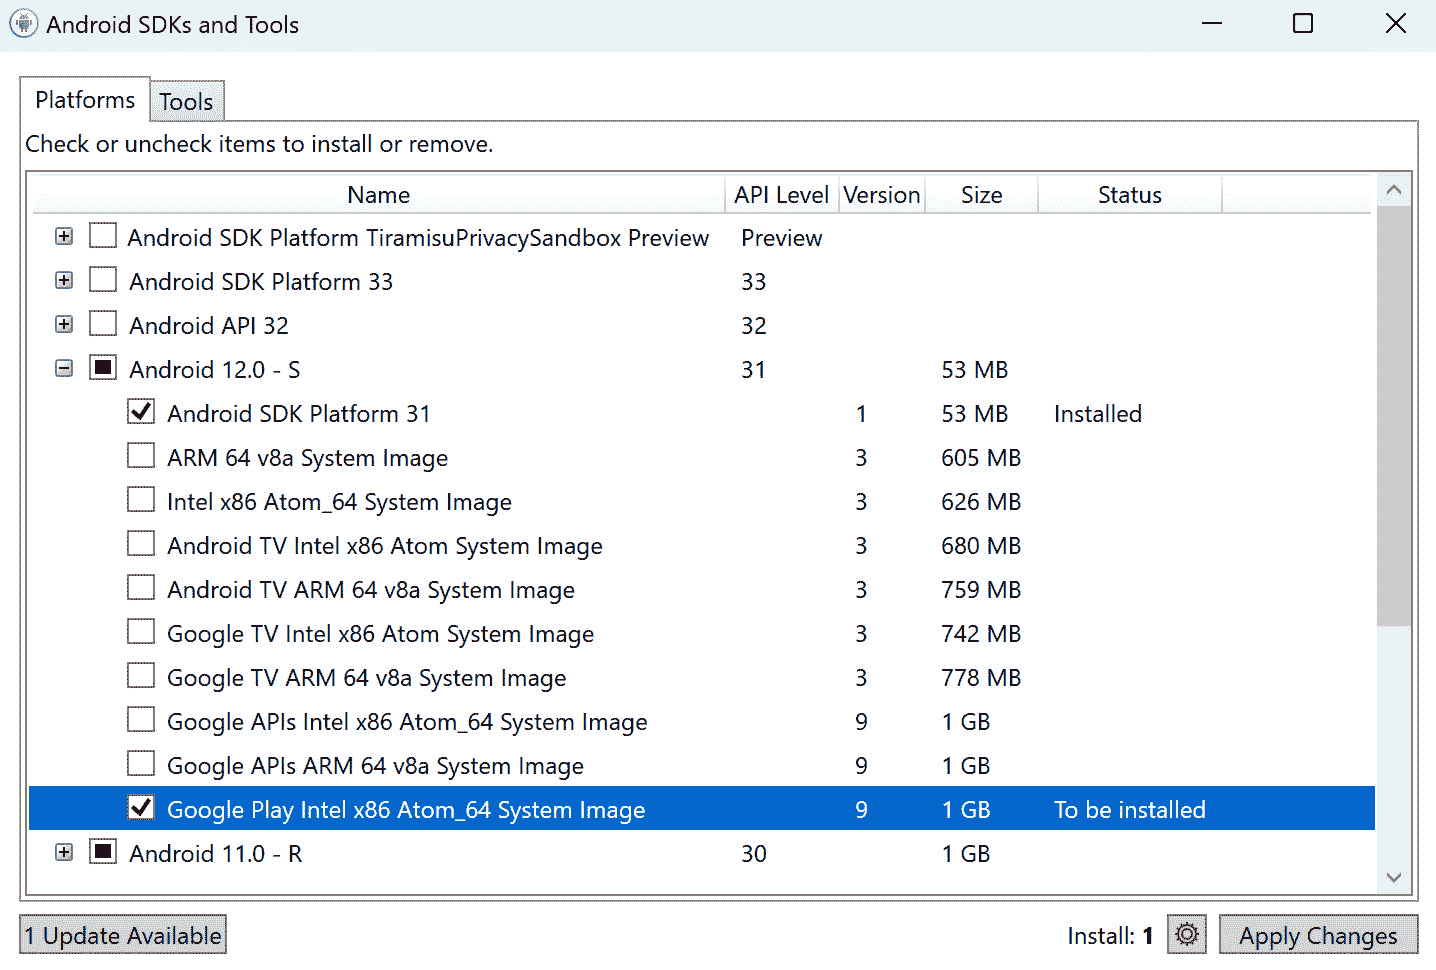 Android SDKs and Tools
Platforms Tools
Check or uncheck items to install or remove.
Name API Level Version Size Status
Android SDK Platform TiramisuPrivacySandbox Preview Preview
Android SDK Platform 33 33
Android API 32 32
Android 12.0 - S 31 53 MB
Android SDK Platform 31 1 53 MB Installed
ARM 64 v8a System Image 3 605 MB
Intel x86 Atom_64 System Image 3 626 MB
Android TV Intel x86 Atom System Image 3 680 MB
Android TV ARM 64 v8a System Image 3 759 MB
Google TV Intel x86 Atom System Image 3 742 MB
Google TV ARM 64 v8a System Image 3 778 MB
Google APIs Intel x86 Atom_64 System Image 9 1 GB
Google APIs ARM 64 v8a System Image 9 1 GB
Google Play Intel x86 Atom_64 System Image 9 1 GB To be installed
Android 11.0 - R 30 1 GB
1 Update Available Install: 1 Apply Changes